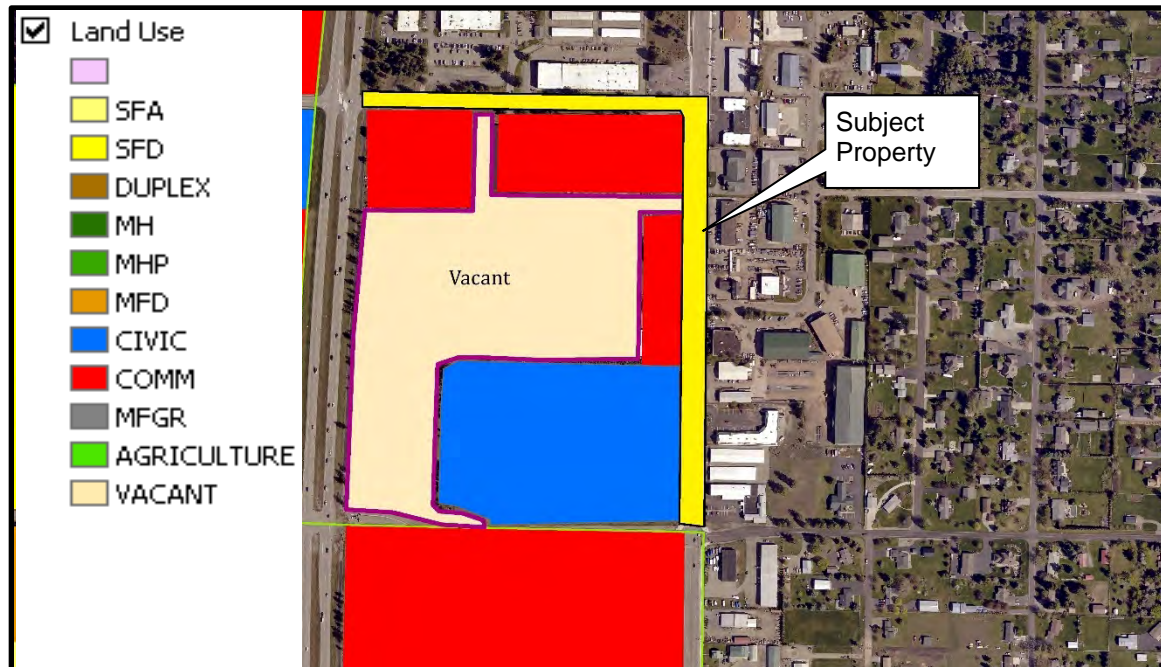 Land Use
SFA
SFD
DUPLEX
MH
MHP
MFD
CIVIC
COMM
MFGR
AGRICULTURE
VACANT
Subject
Property
Vacant